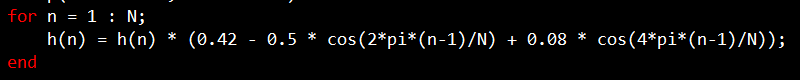 for n = 1 : N;
h(n) = h(n) * (0.42 - 0.5 * cos(2*pi*(n-1)/N) + 0.08 * cos(4*pi*(n-1)/N));
end